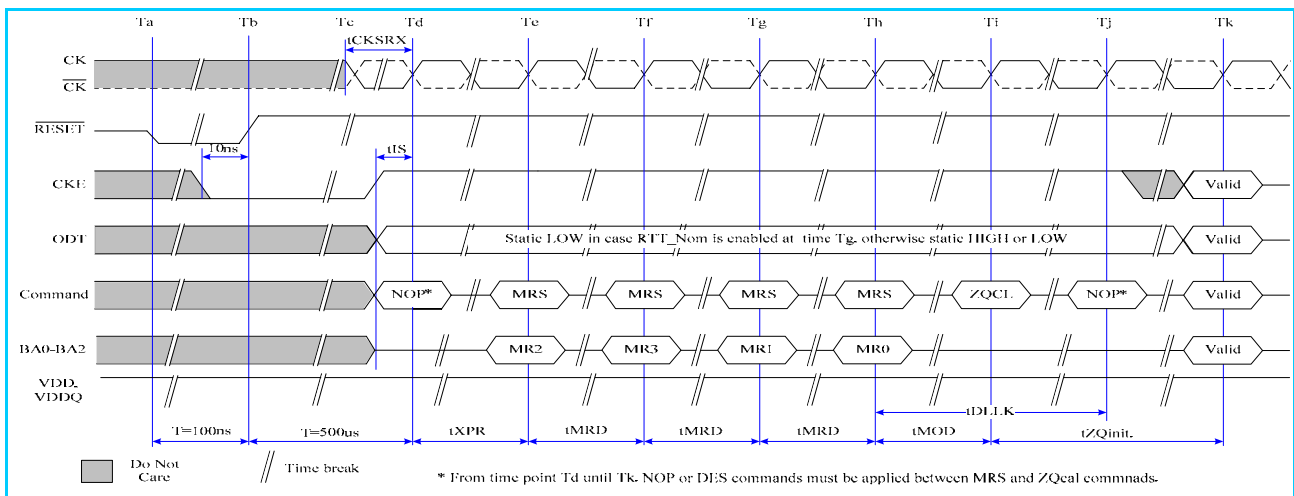 Ta Tb Tc Td Te Tf Tg Th Ti Tj Tk
tCKSRX
CK
CK
RESET
10ns
tIS
CKE
Valid
ODT
Static LOW in case RTT_Nom is enabled at time Tg, otherwise static HIGH or LOW
Valid
Command
NOP* MRS MRS MRS MRS ZQCL NOP* Valid
BA0-BA2
MR2 MR3 MR1 MR0 Valid
VDD,
VDDQ
tDLLK
T=100ns T=500us tXPR tMRD tMRD tMRD tMOD tZQinit.
Do Not
Care
Time break
* From time point Td until Tk. NOP or DES commands must be applied between MRS and ZQcal commnads.